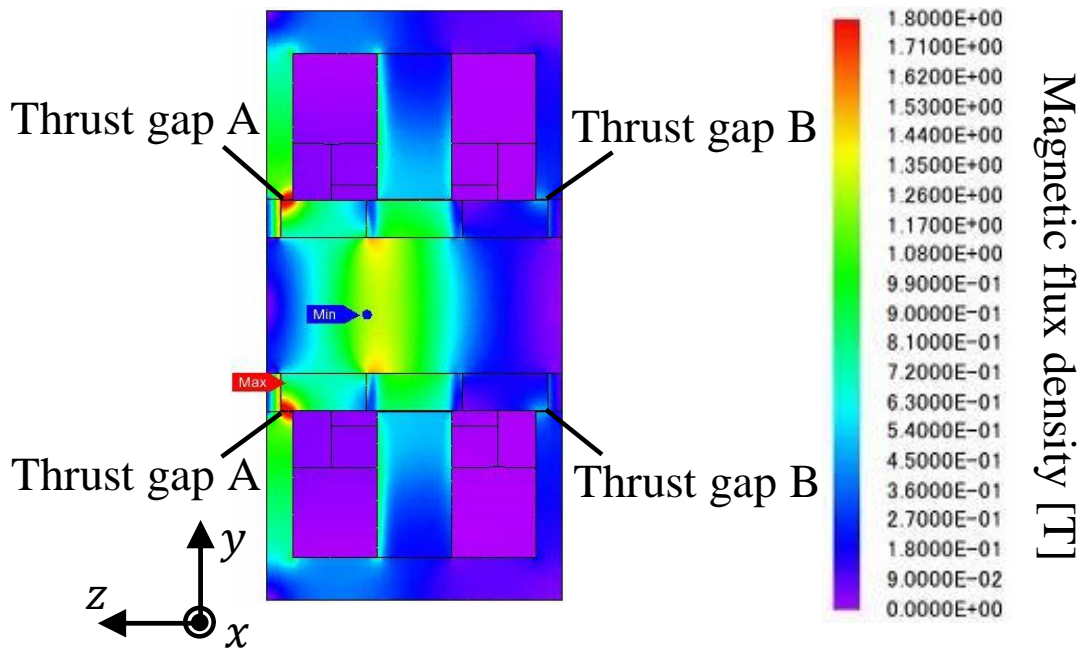 Thrust gap A
Thrust gap B
Min
Max
Thrust gap A
Thrust gap B
y
z
x
1.8000E+00
1.7100E+00
1.6200E+00
1.5300E+00
1.4400E+00
1.3500E+00
1.2600E+00
1.1700E+00
1.0800E+00
9.9000E-01
9.0000E-01
8.1000E-01
7.2000E-01
6.3000E-01
5.4000E-01
4.5000E-01
3.6000E-01
2.7000E-01
1.8000E-01
9.0000E-02
0.0000E+00
Magnetic flux density [T]